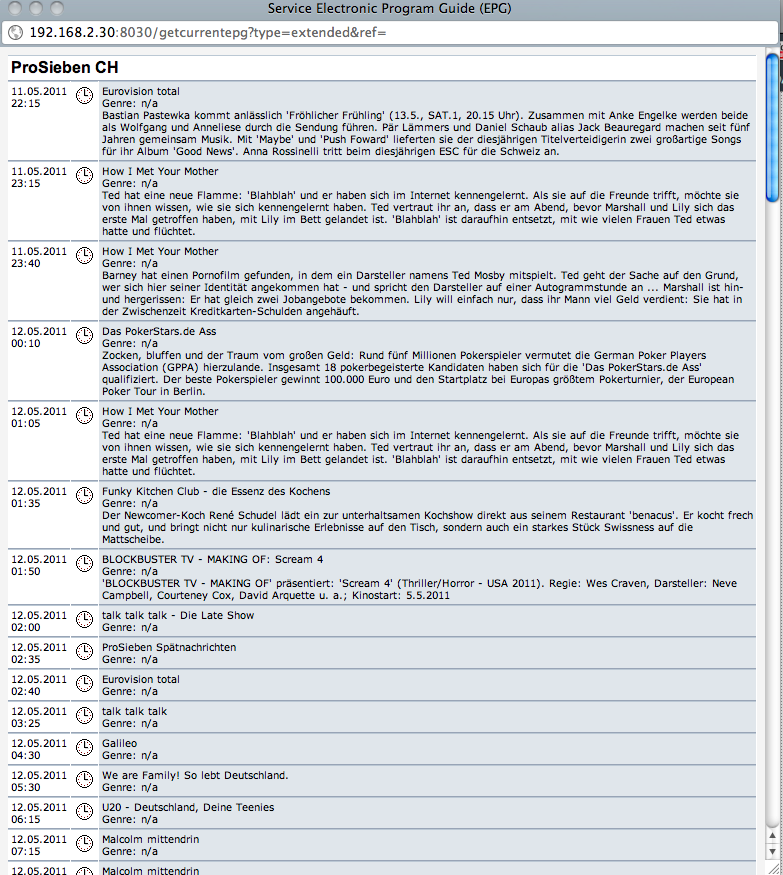 Service Electronic Program Guide (EPG)
192.168.2.30:8030/getcurrentepg?type=extended&ref=
ProSieben CH
11.05.2011
22:15
Eurovision total
Genre: n/a
Bastian Pastewka kommt anlässlich 'Fröhlicher Frühling' (13.5., SAT.1, 20.15 Uhr). Zusammen mit Anke Engelke werden beide
als Wolfgang und Anneliese durch die Sendung führen. Pär Lämmers und Daniel Schaub alias Jack Beauregard machen seit fünf
Jahren gemeinsam Musik. Mit 'Maybe' und 'Push Foward' lieferten sie der diesjährigen Titelverteidigerin zwei großartige Songs
für ihr Album 'Good News'. Anna Rossinelli tritt beim diesjährigen ESC für die Schweiz an.
11.05.2011
23:15
How I Met Your Mother
Genre: n/a
Ted hat eine neue Flamme: 'Blahblah' und er haben sich im Internet kennengelernt. Als sie auf die Freunde trifft, möchte sie
von ihnen wissen, wie sie sich kennengelernt haben. Ted vertraut ihr an, dass er am Abend, bevor Marshall und Lily sich das
erste Mal getroffen haben, mit Lily im Bett gelandet ist. 'Blahblah' ist daraufhin entsetzt, mit wie vielen Frauen Ted etwas
hatte und flüchtet.
11.05.2011
23:40
How I Met Your Mother
Genre: n/a
Barney hat einen Pornofilm gefunden, in dem ein Darsteller namens Ted Mosby mitspielt. Ted geht der Sache auf den Grund,
wer sich hier seiner Identität angekommen hat - und spricht den Darsteller auf einer Autogrammstunde an ... Marshall ist hin-
und hergerissen: Er hat gleich zwei Jobangebote bekommen. Lily will einfach nur, dass ihr Mann viel Geld verdient: Sie hat in
der Zwischenzeit Kreditkarten-Schulden angehäuft.
12.05.2011
00:10
Das PokerStars.de Ass
Genre: n/a
Zocken, bluffen und der Traum vom großen Geld: Rund fünf Millionen Pokerspieler vermutet die German Poker Players
Association (GPPA) hierzulande. Insgesamt 18 pokerbegeisterte Kandidaten haben sich für die 'Das PokerStars.de Ass'
qualifiziert. Der beste Pokerspieler gewinnt 100.000 Euro und den Startplatz bei Europas größtem Pokerturnier, der European
Poker Tour in Berlin.
12.05.2011
01:05
How I Met Your Mother
Genre: n/a
Ted hat eine neue Flamme: 'Blahblah' und er haben sich im Internet kennengelernt. Als sie auf die Freunde trifft, möchte sie
von ihnen wissen, wie sie sich kennengelernt haben. Ted vertraut ihr an, dass er am Abend, bevor Marshall und Lily sich das
erste Mal getroffen haben, mit Lily im Bett gelandet ist. 'Blahblah' ist daraufhin entsetzt, mit wie vielen Frauen Ted etwas
hatte und flüchtet.
12.05.2011
01:35
Funky Kitchen Club - die Essenz des Kochens
Genre: n/a
Der Newcomer-Koch René Schudel lädt ein zur unterhaltsamen Kochshow direkt aus seinem Restaurant 'benacus'. Er kocht frech
und gut, und bringt nicht nur kulinarische Erlebnisse auf den Tisch, sondern auch ein starkes Stück Swissness auf die
Mattscheibe.
12.05.2011
01:50
BLOCKBUSTER TV - MAKING OF: Scream 4
Genre: n/a
'BLOCKBUSTER TV - MAKING OF' präsentiert: 'Scream 4' (Thriller/Horror - USA 2011). Regie: Wes Craven, Darsteller: Neve
Campbell, Courteney Cox, David Arquette u. a.; Kinostart: 5.5.2011
12.05.2011
02:00
talk talk talk - Die Late Show
Genre: n/a
12.05.2011
02:35
ProSieben Spätnachrichten
Genre: n/a
12.05.2011
02:40
Eurovision total
Genre: n/a
12.05.2011
03:25
talk talk talk
Genre: n/a
12.05.2011
04:30
Galileo
Genre: n/a
12.05.2011
05:30
We are Family! So lebt Deutschland.
Genre: n/a
12.05.2011
06:15
U20 - Deutschland, Deine Teenies
Genre: n/a
12.05.2011
07:15
Malcolm mittendrin
Genre: n/a
12.05.2011
Malcolm mittendrin